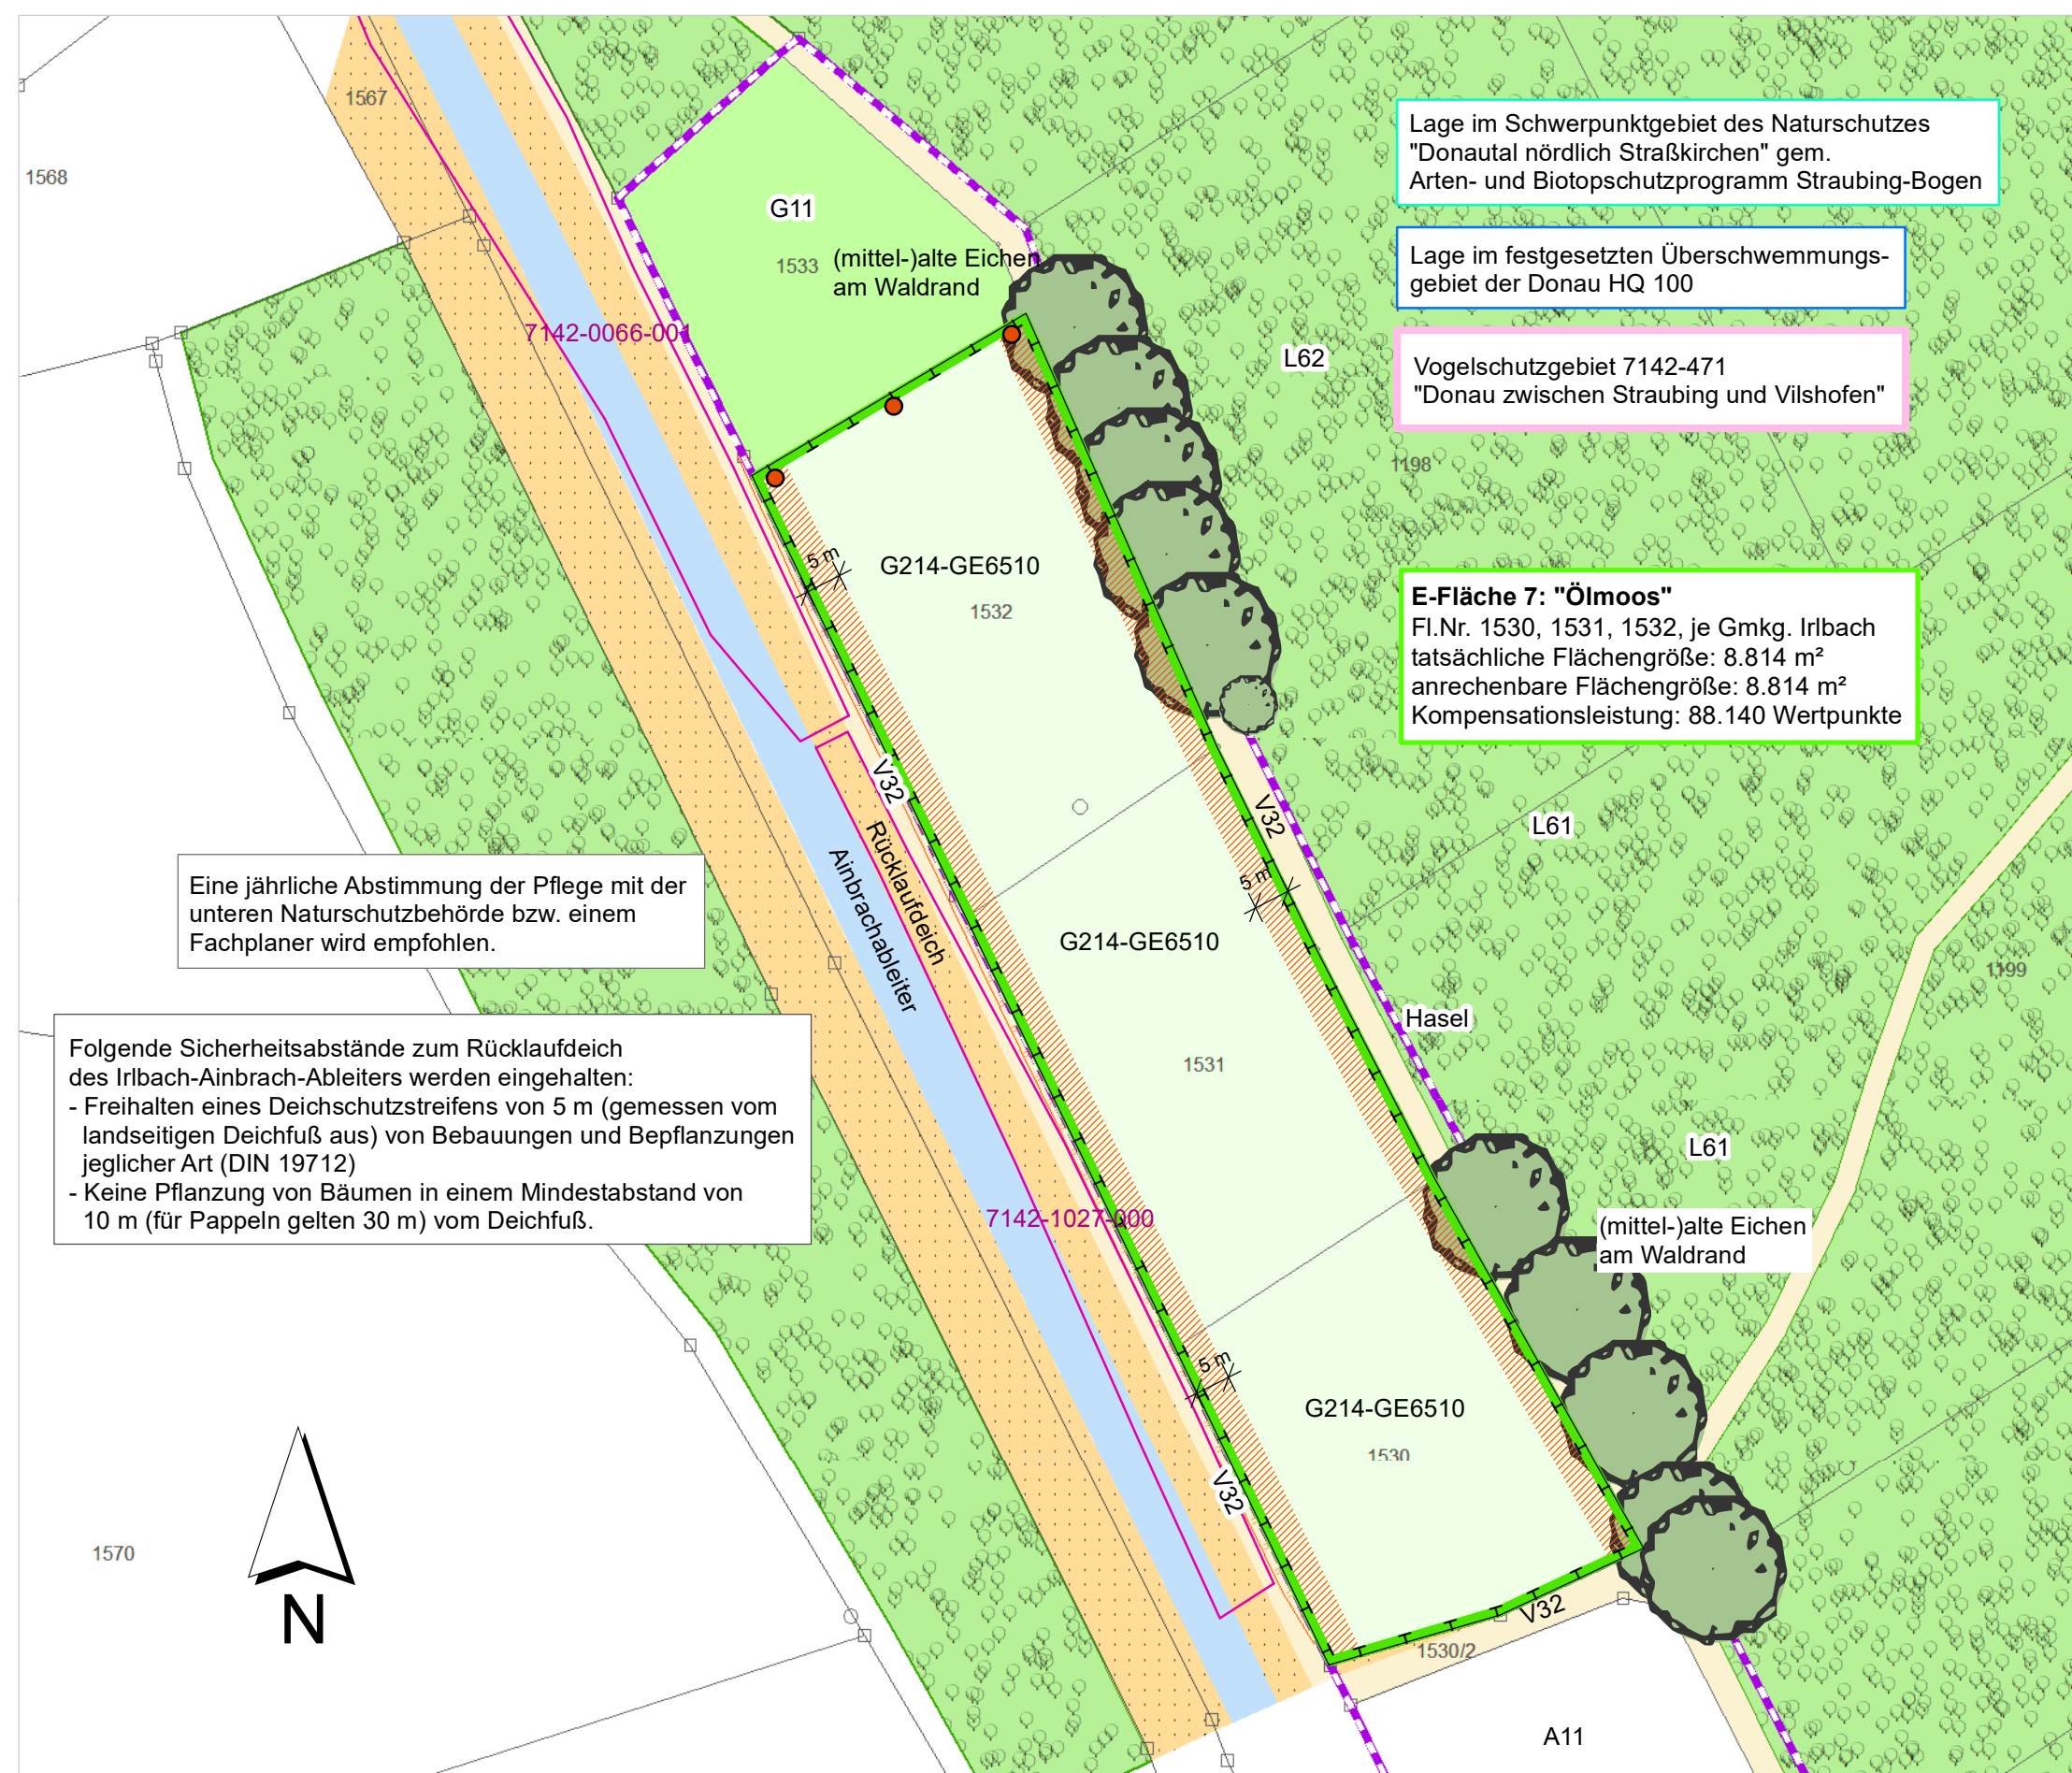 1567
1568
G11
1533
(mittel-)alte Eichen
am Waldrand
7142-0066-001
Lage im Schwerpunktgebiet des Naturschutzes
"Donautal nördlich Straßkirchen" gem.
Arten- und Biotopschutzprogramm Straubing-Bogen
Lage im festgesetzten Überschwemmungs-
gebiet der Donau HQ 100
L62
Vogelschutzgebiet 7142-471
"Donau zwischen Straubing und Vilshofen"
1198
5 m
G214-GE6510
1532
E-Fläche 7: "Ölmoos"
Fl.Nr. 1530, 1531, 1532, je Gmkg. Irlbach
tatsächliche Flächengröße: 8.814 m²
anrechenbare Flächengröße: 8.814 m²
Kompensationsleistung: 88.140 Wertpunkte
V32
V32
L61
Rücklaufdeich
Ainbrachableiter
5 m
Eine jährliche Abstimmung der Pflege mit der
unteren Naturschutzbehörde bzw. einem
Fachplaner wird empfohlen.
G214-GE6510
1199
Hasel
1531
Folgende Sicherheitsabstände zum Rücklaufdeich
des Irlbach-Ainbrach-Ableiters werden eingehalten:
- Freihalten eines Deichschutzstreifens von 5 m (gemessen vom
landseitigen Deichfuß aus) von Bebauungen und Bepflanzungen
jeglicher Art (DIN 19712)
- Keine Pflanzung von Bäumen in einem Mindestabstand von
10 m (für Pappeln gelten 30 m) vom Deichfuß.
L61
7142-1027-000
(mittel-)alte Eichen
am Waldrand
5 m
G214-GE6510
1530
V32
1570
N
V32
1530/2
A11